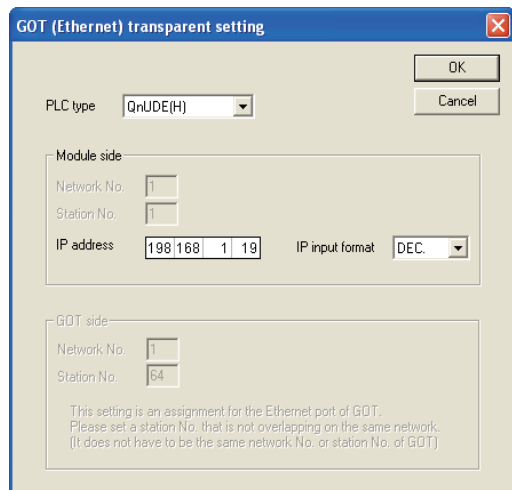 GOT (Ethernet) transparent setting
OK
PLC type QnUDE(H)
Cancel
Module side
Network No. 1
Station No. 1
IP address 198 168 1 19 IP input format DEC.
GOT side
Network No. 1
Station No. 64
This setting is an assignment for the Ethernet port of GOT.
Please set a station No. that is not overlapping on the same network.
(It does not have to be the same network No. or station No. of GOT)